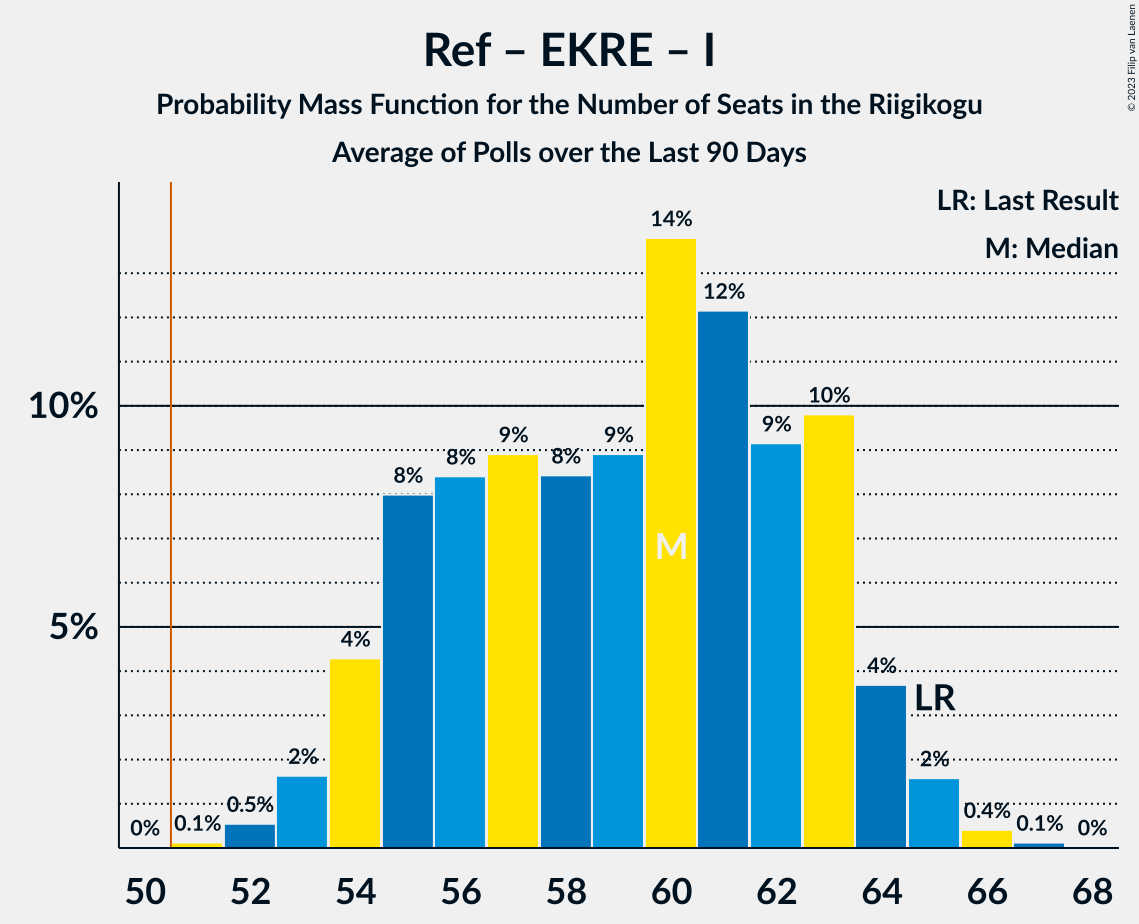 Ref – EKRE – I
Probability Mass Function for the Number of Seats in the Riigikogu
Average of Polls over the Last 90 Days
© 2023 Filip van Laenen
LR: Last Result
M: Median
10%
5%
0%
0.1%
0.5%
2%
4%
8%
8%
9%
8%
9%
14%
12%
9%
10%
4%
2%
0.4%
0.1%
0%
M
LR
50 52 54 56 58 60 62 64 66 68